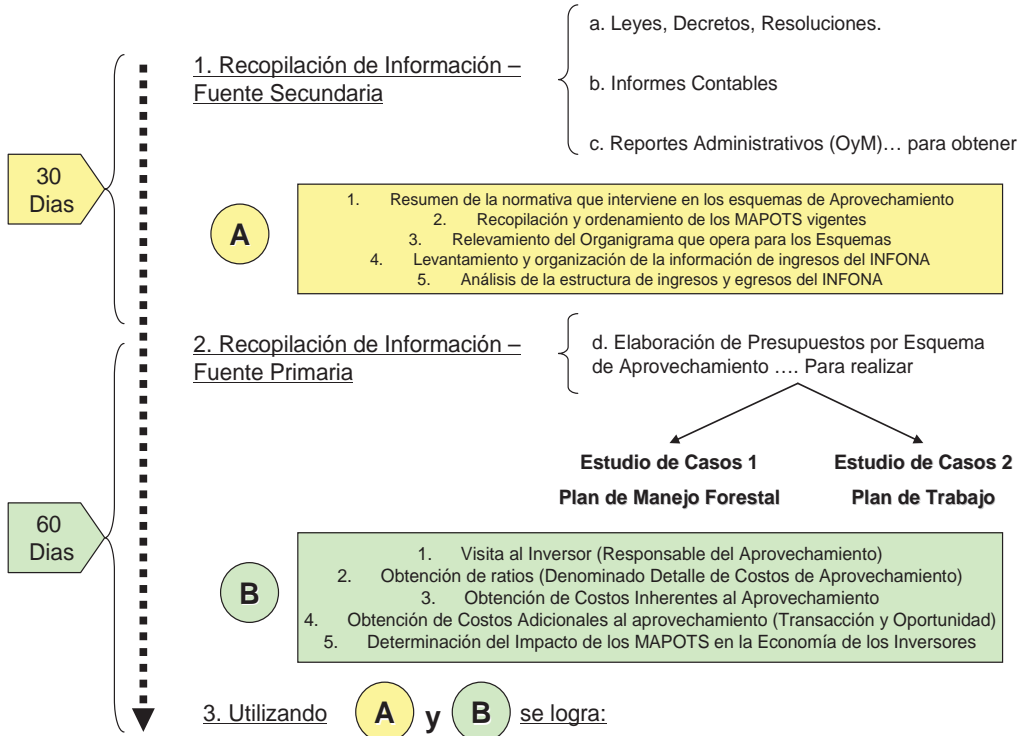 a. Leyes, Decretos, Resoluciones.
1. Recopilación de Información –
Fuente Secundaria
b. Informes Contables
c. Reportes Administrativos (OyM)… para obtener
30
Dias
A
1. Resumen de la normativa que interviene en los esquemas de Aprovechamiento
2. Recopilación y ordenamiento de los MAPOTS vigentes
3. Relevamiento del Organigrama que opera para los Esquemas
4. Levantamiento y organización de la información de ingresos del INFONA
5. Análisis de la estructura de ingresos y egresos del INFONA
2. Recopilación de Información –
Fuente Primaria
d. Elaboración de Presupuestos por Esquema
de Aprovechamiento …. Para realizar
Estudio de Casos 1
Plan de Manejo Forestal
Estudio de Casos 2
Plan de Trabajo
60
Dias
B
1. Visita al Inversor (Responsable del Aprovechamiento)
2. Obtención de ratios (Denominado Detalle de Costos de Aprovechamiento)
3. Obtención de Costos Inherentes al Aprovechamiento
4. Obtención de Costos Adicionales al aprovechamiento (Transacción y Oportunidad)
5. Determinación del Impacto de los MAPOTS en la Economía de los Inversores
3. Utilizando A y B se logra: